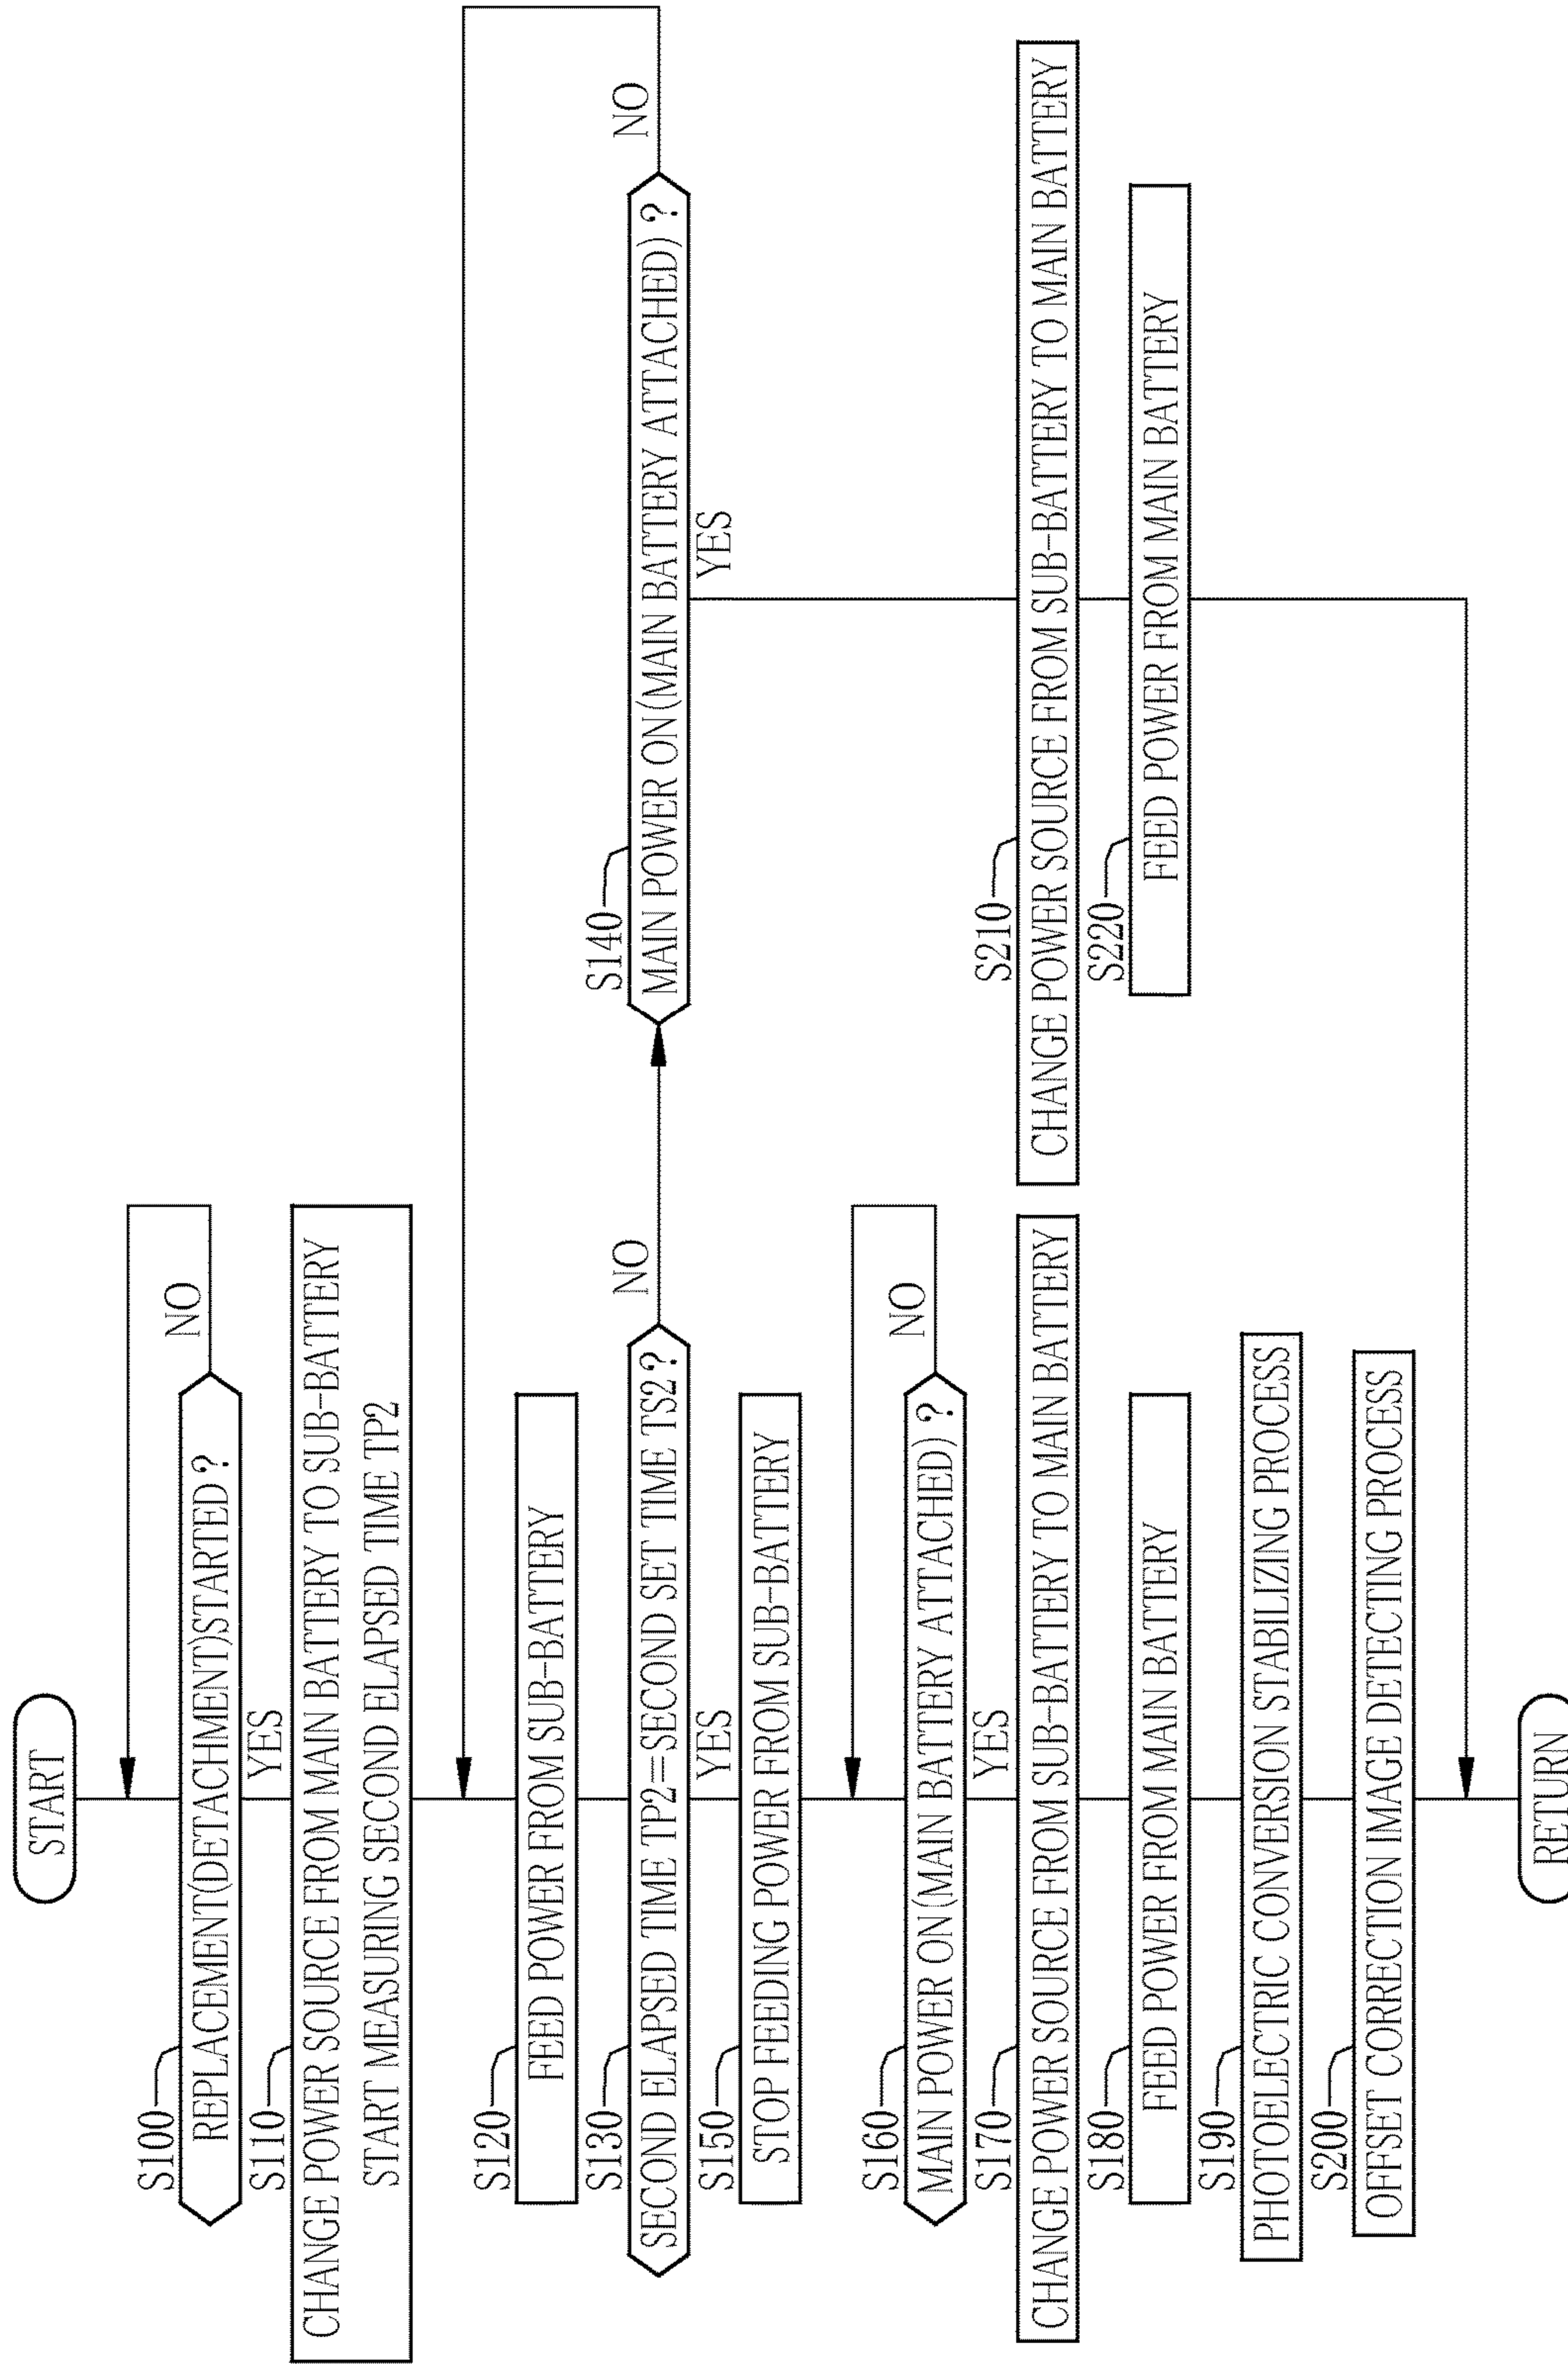 START
S100
REPLACEMENT(DETACHMENT)STARTED?
NO
YES
S110
CHANGE POWER SOURCE FROM MAIN BATTERY TO SUB-BATTERY
START MEASURING SECOND ELAPSED TIME TP2
S120
FEED POWER FROM SUB-BATTERY
S130
SECOND ELAPSED TIME TP2=SECOND SET TIME TS2?
NO
YES
S140
MAIN POWER ON(MAIN BATTERY ATTACHED)?
NO
YES
S150
STOP FEEDING POWER FROM SUB-BATTERY
S160
MAIN POWER ON(MAIN BATTERY ATTACHED)?
NO
YES
S170
CHANGE POWER SOURCE FROM SUB-BATTERY TO MAIN BATTERY
S180
FEED POWER FROM MAIN BATTERY
S190
PHOTOELECTRIC CONVERSION STABILIZING PROCESS
S200
OFFSET CORRECTION IMAGE DETECTING PROCESS
S210
CHANGE POWER SOURCE FROM SUB-BATTERY TO MAIN BATTERY
S220
FEED POWER FROM MAIN BATTERY
RETURN